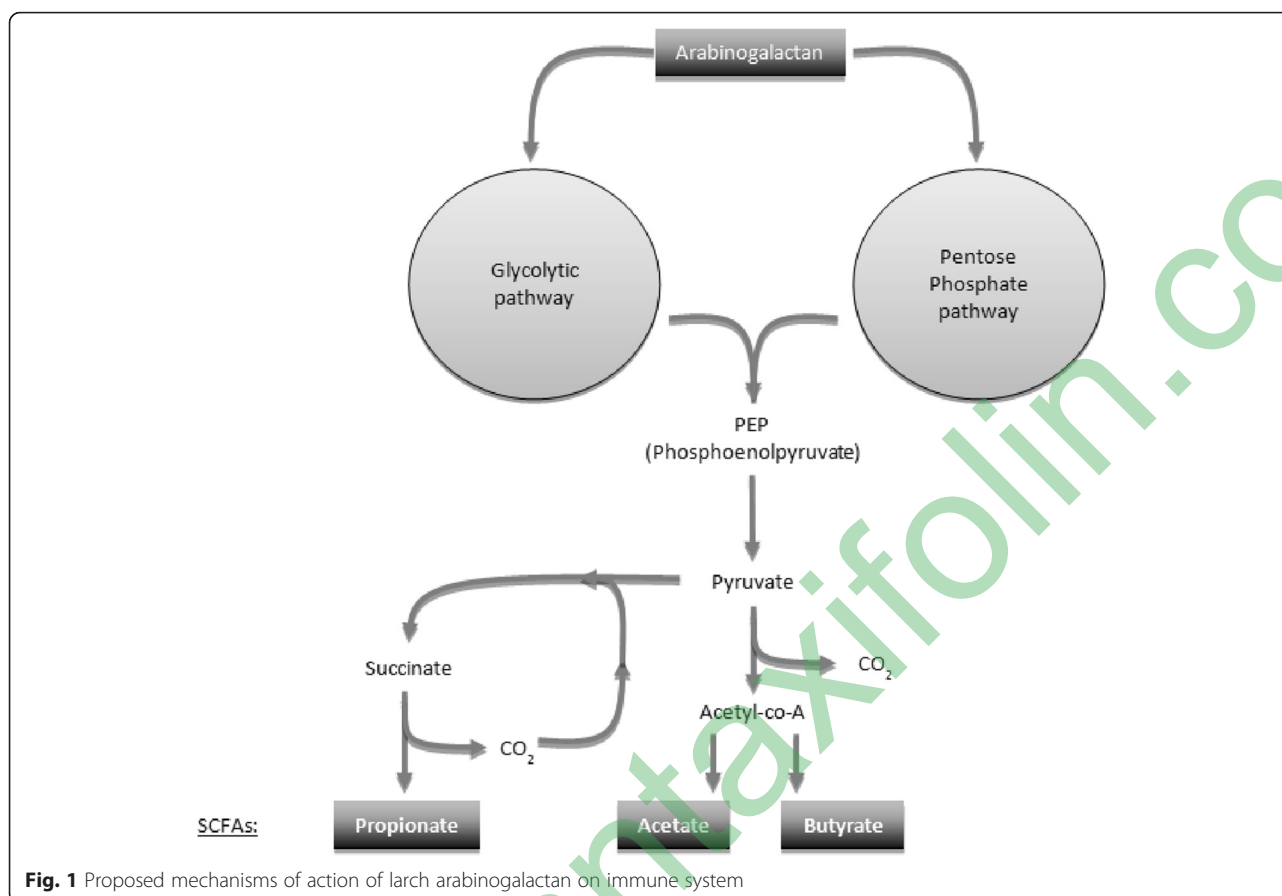 Arabinogalactan
Glycolytic
pathway
Pentose
Phosphate
pathway
PEP
(Phosphoenolpyruvate)
Pyruvate
Succinate
CO₂
Acetyl-co-A
CO₂
SCFAs:
Propionate
Acetate
Butyrate
Fig. 1 Proposed mechanisms of action of larch arabinogalactan on immune system
ntaxifolin.co